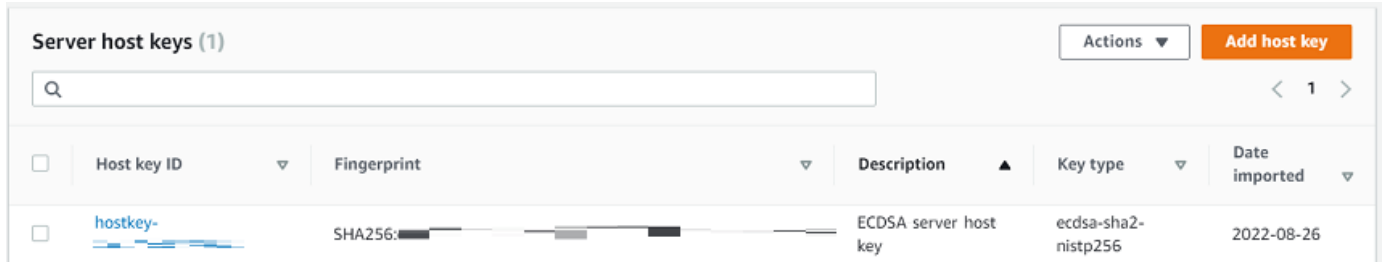 Server host keys (1)
Actions
Add host key
1
Host key ID
Fingerprint
Description
Key type
Date
imported
hostkey-
SHA256:
ECDSA server host
key
ecdsa-sha2-
nistp256
2022-08-26